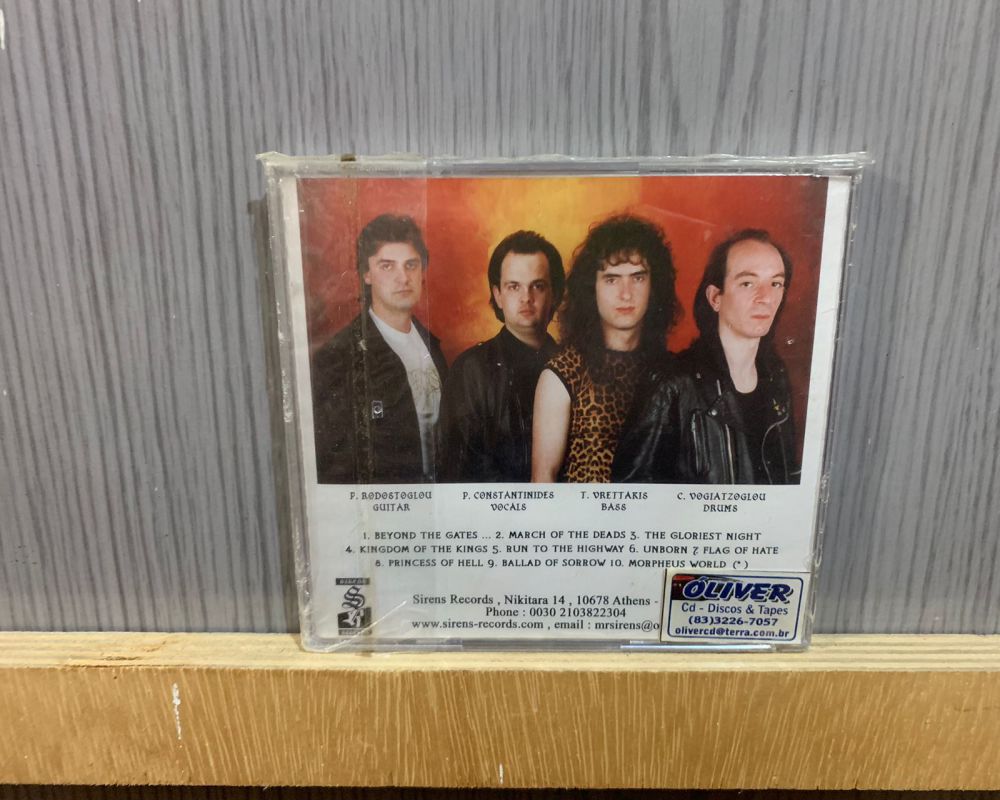 P. RODOSTOGLOU P. CONSTANTINIDES T. VRETTAKIS C. VOGIATZOGLOU
GUITAR VOCALS BASS DRUMS
1. BEYOND THE GATES ... 2. MARCH OF THE DEADS 3. THE GLORIEST NIGHT
4. KINGDOM OF THE KINGS 5. RUN TO THE HIGHWAY 6. UNBORN 7. FLAG OF HATE
8. PRINCESS OF HELL 9. BALLAD OF SORROW 10. MORPHEUS WORLD (*)
Sirens Records , Nikitara 14 , 10678 Athens -
Phone : 0030 2103822304
www.sirens-records.com , email : mrsirens@o
ÓLIVER
Cd - Discos & Tapes
(83)3226-7057
olivercd@terra.com.br